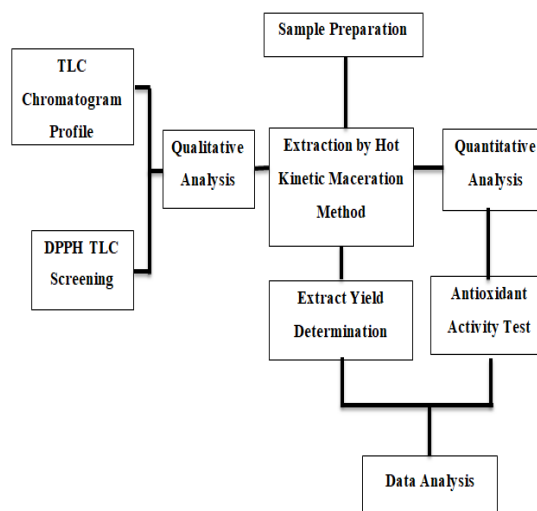 Sample Preparation
TLC
Chromatogram
Profile
Qualitative
Analysis
Extraction by Hot
Kinetic Maceration
Method
Quantitative
Analysis
DPPH TLC
Screening
Extract Yield
Determination
Antioxidant
Activity Test
Data Analysis